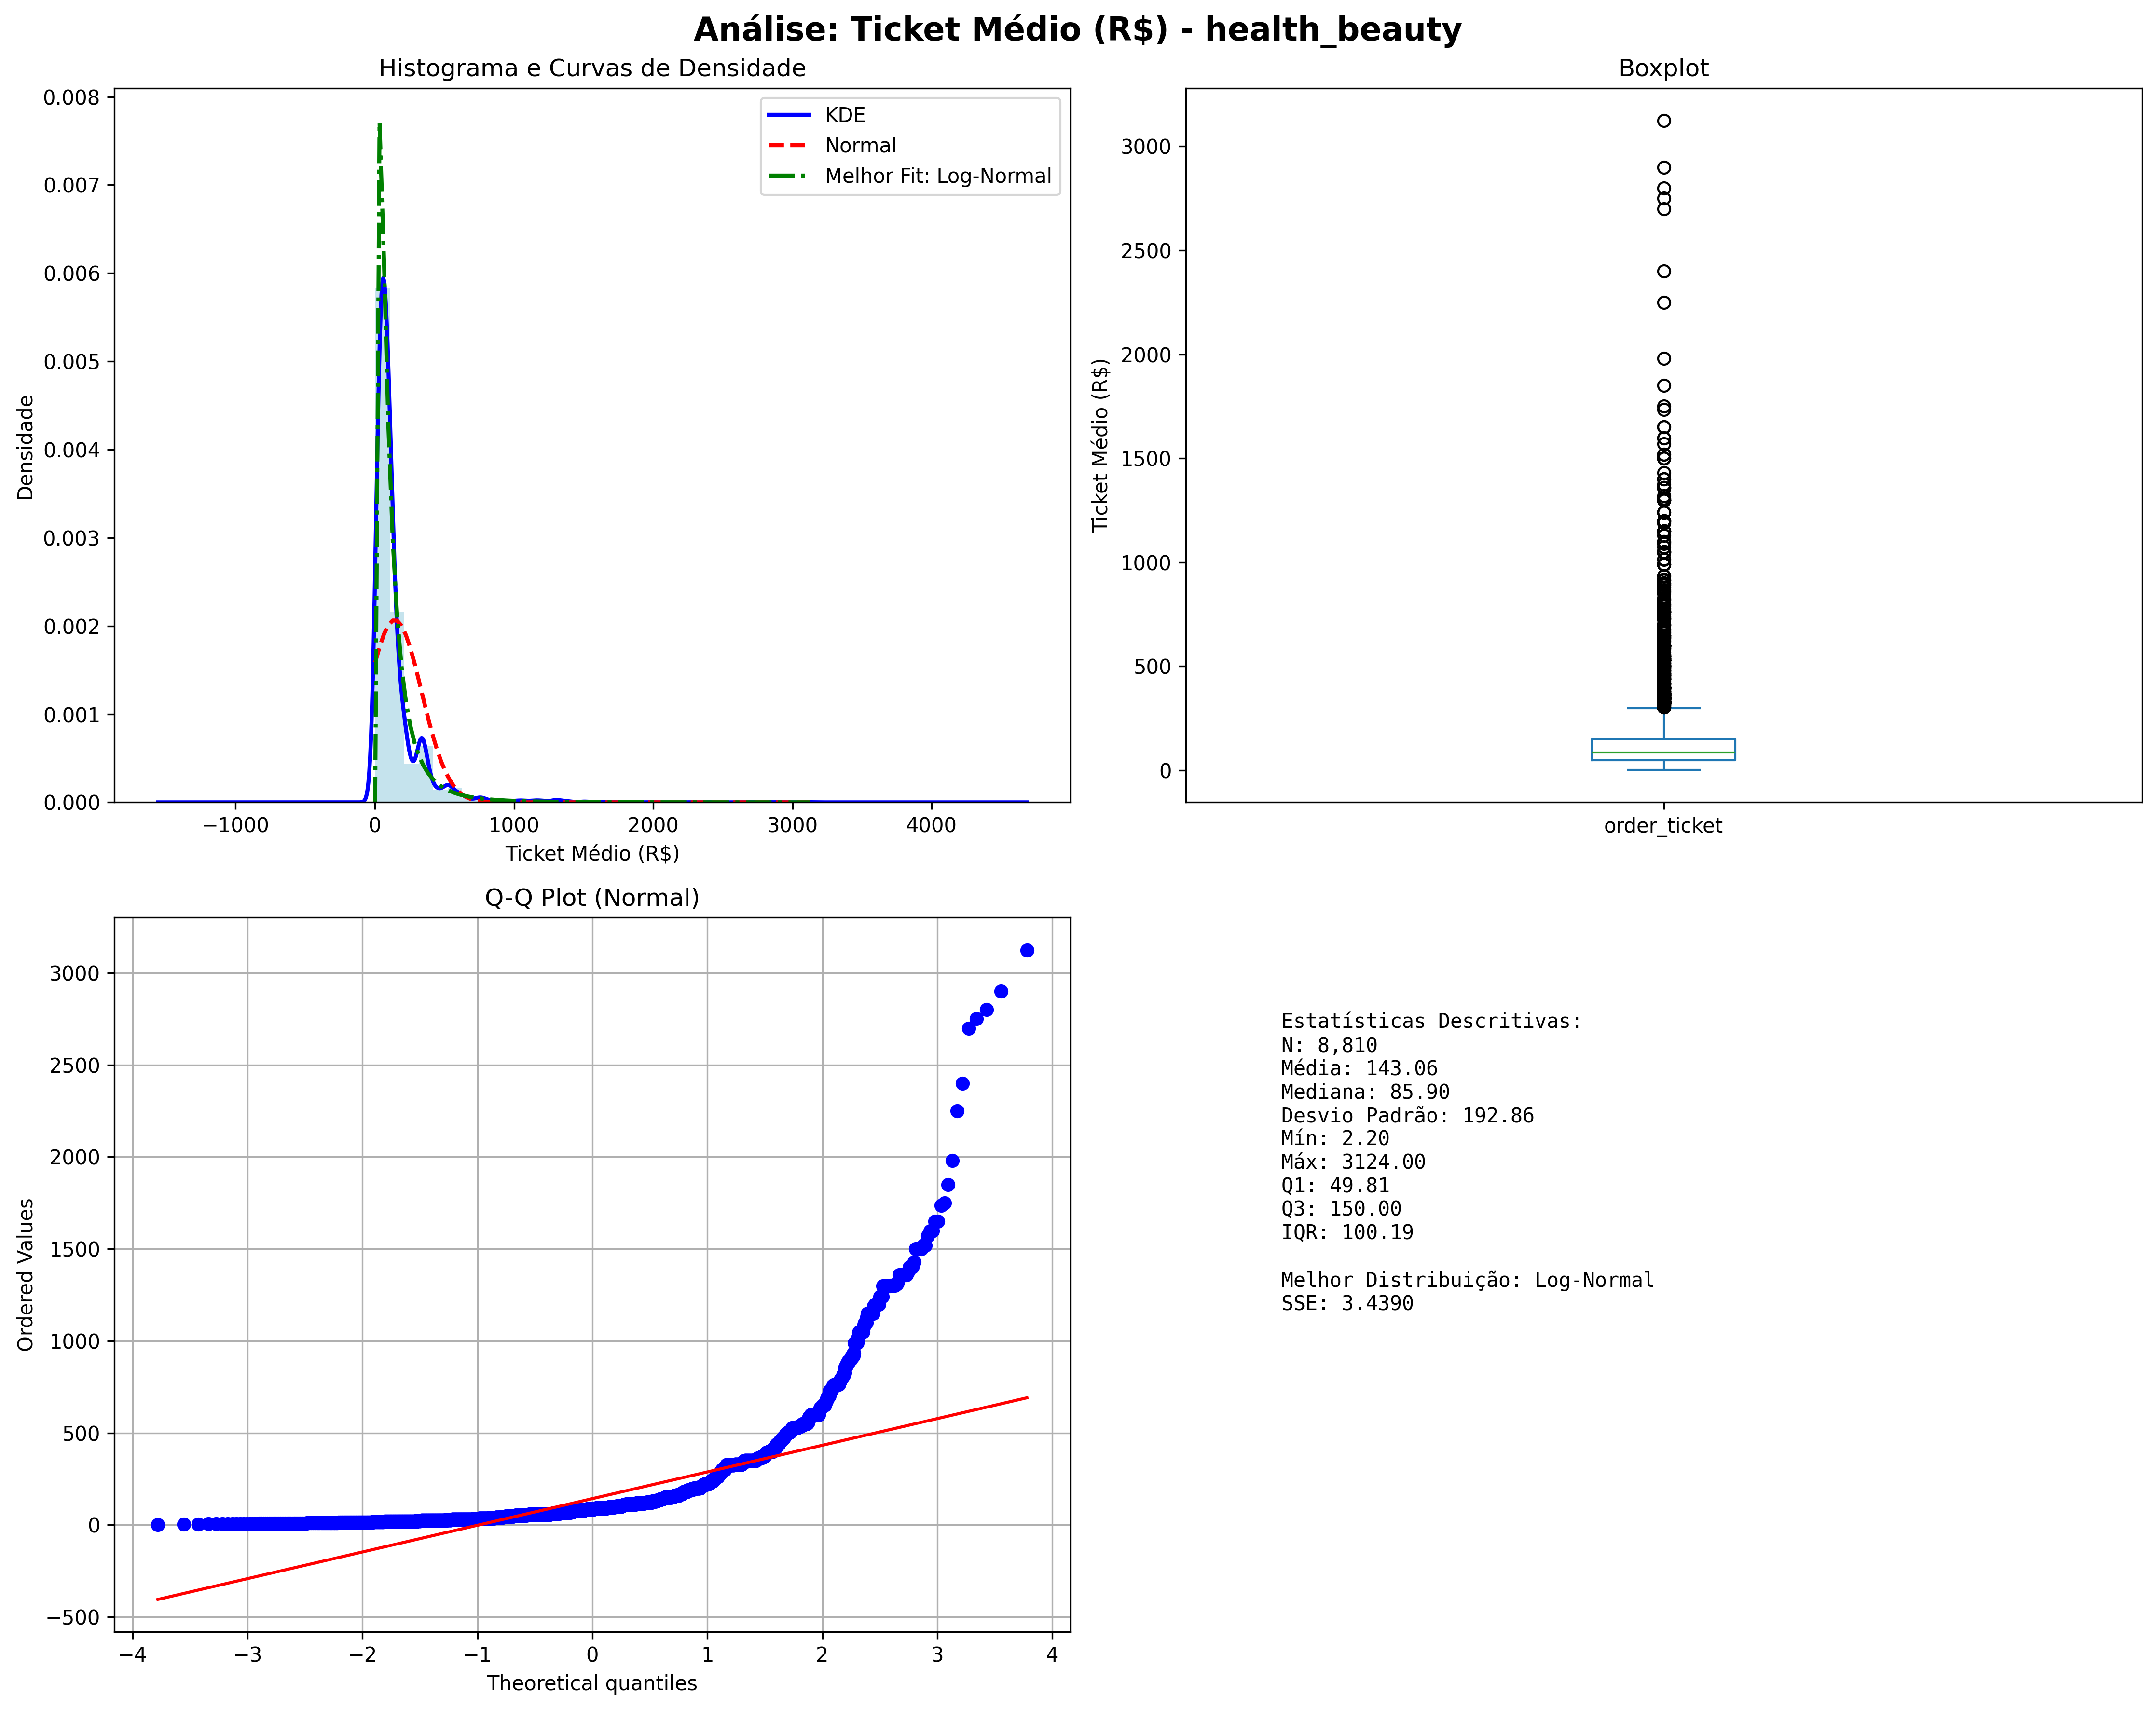 Análise: Ticket Médio (R$) - health_beauty
Histograma e Curvas de Densidade
0.008
0.007
0.006
0.005
0.004
0.003
0.002
0.001
0.000
Densidade
KDE
Normal
Melhor Fit: Log-Normal
−1000
0
1000
2000
3000
4000
Ticket Médio (R$)
Boxplot
3000
2500
2000
1500
1000
500
0
Ticket Médio (R$)
order_ticket
Q-Q Plot (Normal)
3000
2500
2000
1500
1000
500
0
−500
Ordered Values
−4
−3
−2
−1
0
1
2
3
4
Theoretical quantiles
Estatísticas Descritivas:
N: 8,810
Média: 143.06
Mediana: 85.90
Desvio Padrão: 192.86
Mín: 2.20
Máx: 3124.00
Q1: 49.81
Q3: 150.00
IQR: 100.19
Melhor Distribuição: Log-Normal
SSE: 3.4390